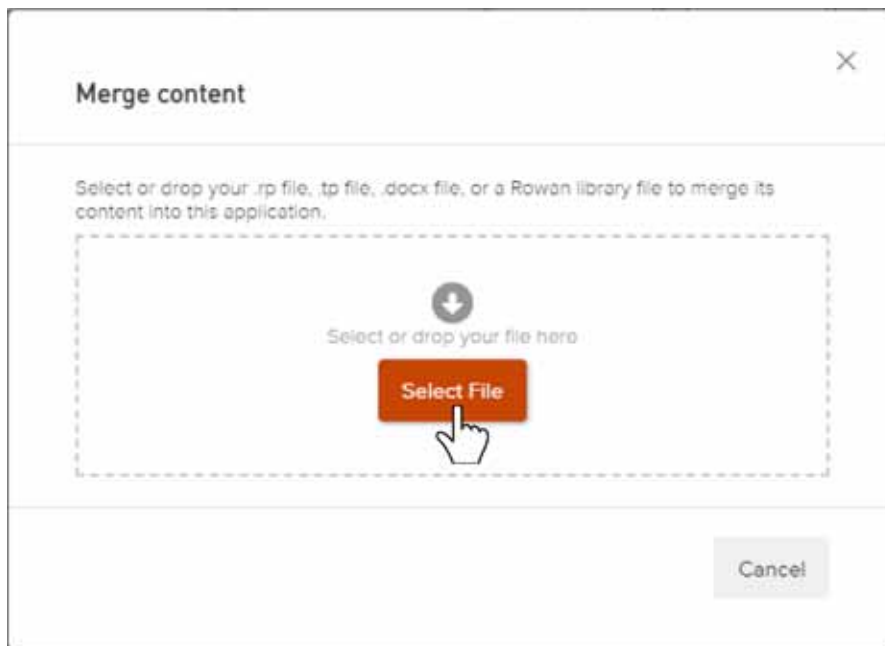 Merge content
Select or drop your .rp file, .tp file, .docx file, or a Rowan library file to merge its
content into this application.
Select or drop your file here
Select File
Cancel